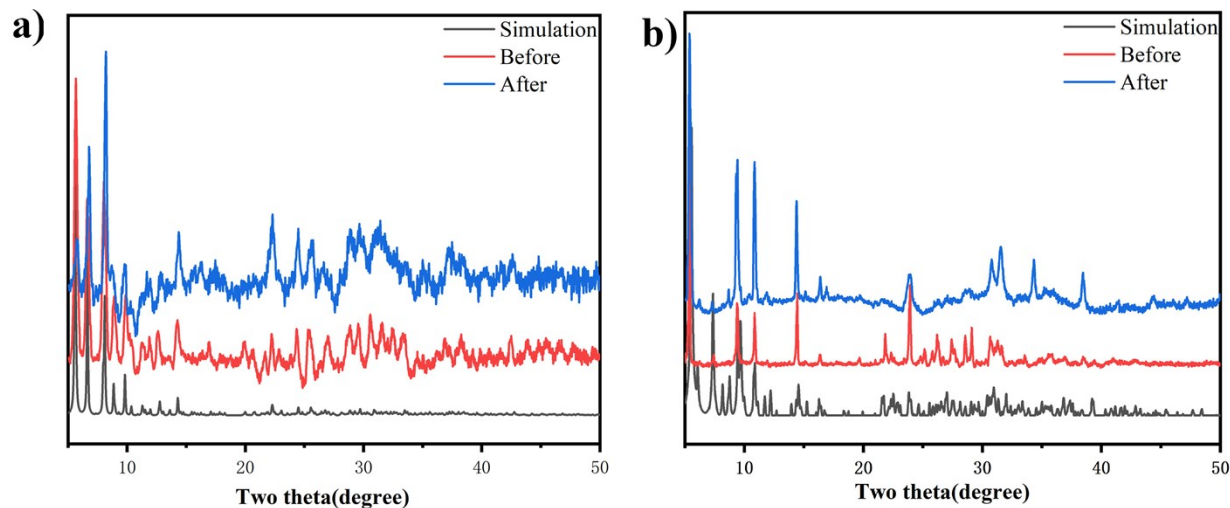 a)
Simulation
Before
After
10
20
30
40
50
Two theta(degree)
b)
Simulation
Before
After
10
20
30
40
50
Two theta(degree)